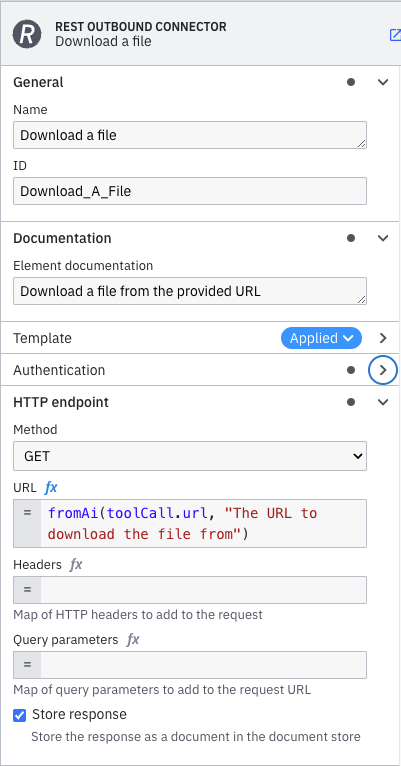 R
REST OUTBOUND CONNECTOR
Download a file
General
Name
Download a file
ID
Download_A_File
Documentation
Element documentation
Download a file from the provided URL
Template
Applied
Authentication
HTTP endpoint
Method
GET
URL fx
= fromAi(toolCall.url, "The URL to
download the file from")
Headers fx
=
Map of HTTP headers to add to the request
Query parameters fx
=
Map of query parameters to add to the request URL
Store response
Store the response as a document in the document store